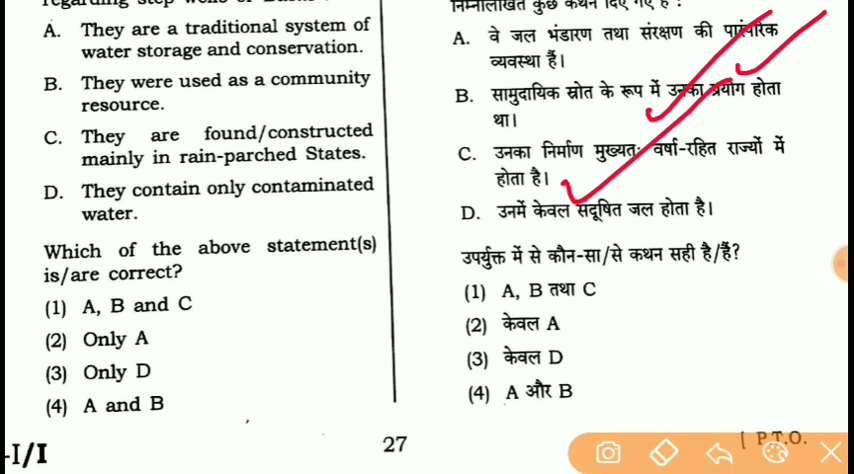 A. They are a traditional system of
water storage and conservation.
B. They were used as a community
resource.
C. They are found/constructed
mainly in rain-parched States.
D. They contain only contaminated
water.
Which of the above statement(s)
is/are correct?
(1) A, B and C
(2) Only A
(3) Only D
(4) A and B
निम्नलिखित कुछ कथन दिए गए हैं :
A. वे जल भंडारण तथा संरक्षण की पारंपरिक
व्यवस्था हैं।
B. सामुदायिक स्रोत के रूप में उनका प्रयोग होता
था।
C. उनका निर्माण मुख्यतः वर्षा-रहित राज्यों में
होता है।
D. उनमें केवल संदूषित जल होता है।
उपर्युक्त में से कौन-सा/से कथन सही है/हैं?
(1) A, B तथा C
(2) केवल A
(3) केवल D
(4) A और B
-I/I
27
[ P.T.O.